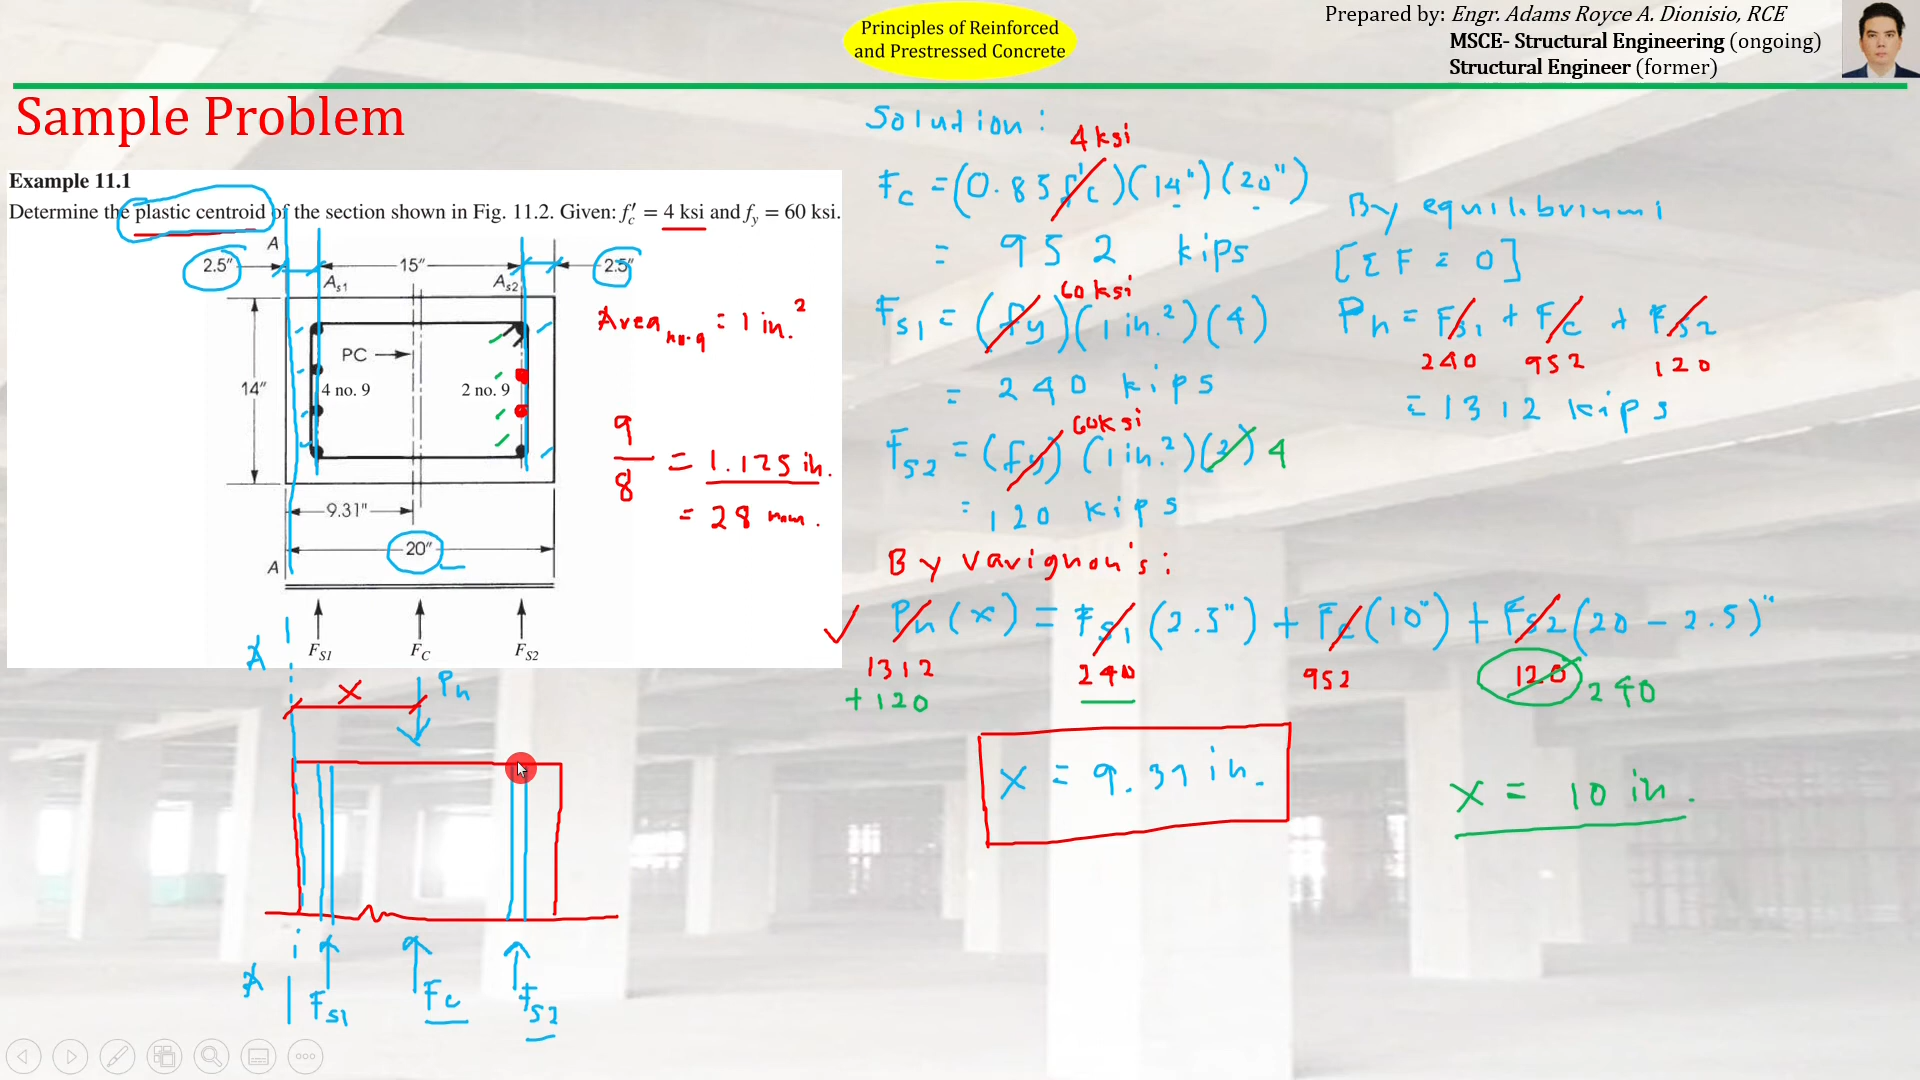 Principles of Reinforced
and Prestressed Concrete
Prepared by: Engr. Adams Royce A. Dionisio, RCE
MSCE- Structural Engineering (ongoing)
Structural Engineer (former)
Sample Problem
Example 11.1
Determine the plastic centroid of the section shown in Fig. 11.2. Given: f′c = 4 ksi and fy = 60 ksi.
A
2.5" 15" 2.5"
As1 As2
PC
14" 4 no. 9 2 no. 9
9.31"
20"
A
FS1 FC FS2
Area no. 9 = 1 in.²
9/8 = 1.125 in.
= 28 mm.
A
x Pn
A
Fs1 Fc Fs2
Solution:
4 ksi
Fc = (0.85 f'c)(14")(20")
= 952 kips
60 ksi
Fs1 = (fy)(1 in.²)(4)
= 240 kips
60 ksi
Fs2 = (fy)(1 in.²)(2) 4
= 120 kips
By equilibrium:
[ΣF = 0]
Pn = Fs1 + Fc + Fs2
240 952 120
= 1312 kips
By Varignon's:
Pn(x) = Fs1(2.5") + Fc(10") + Fs2(20 - 2.5)"
1312 240 952 120 240
+120
x = 9.31 in.
x = 10 in.